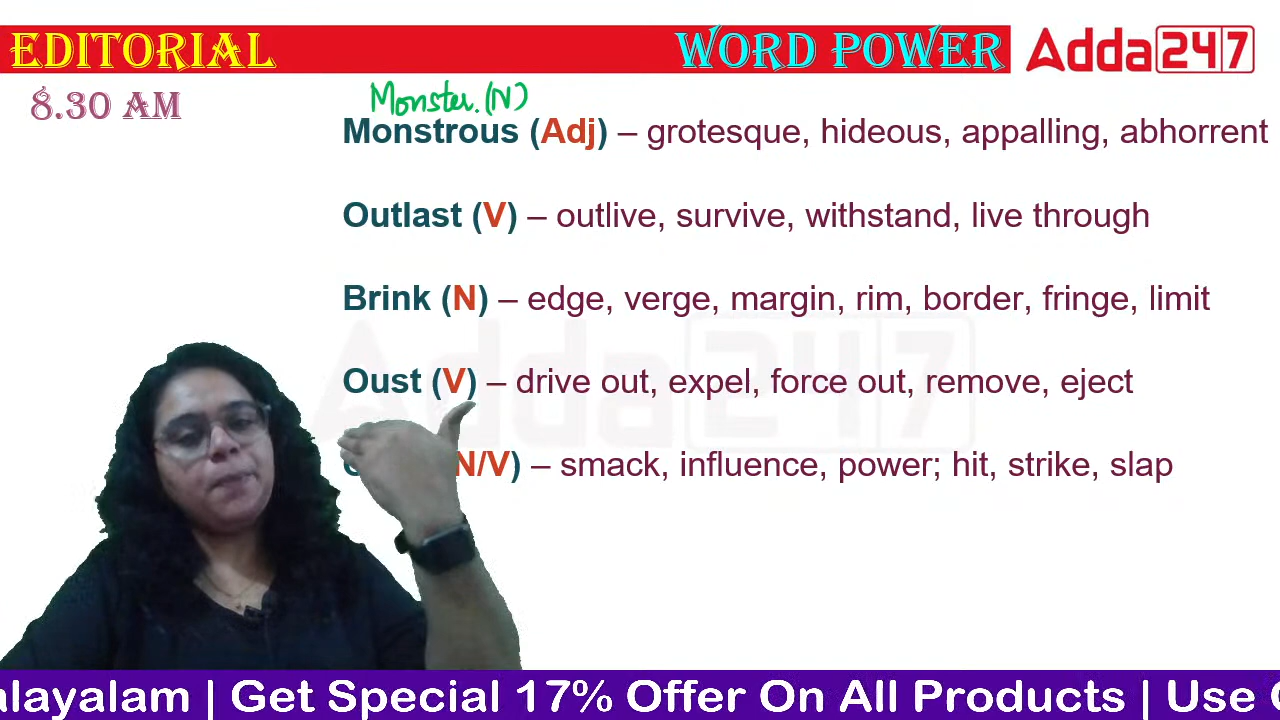 EDITORIAL WORD POWER Adda247
8.30 AM
Monster. (N)
Monstrous (Adj) – grotesque, hideous, appalling, abhorrent
Outlast (V) – outlive, survive, withstand, live through
Brink (N) – edge, verge, margin, rim, border, fringe, limit
Oust (V) – drive out, expel, force out, remove, eject
N/V) – smack, influence, power; hit, strike, slap
alayalam | Get Special 17% Offer On All Products | Use